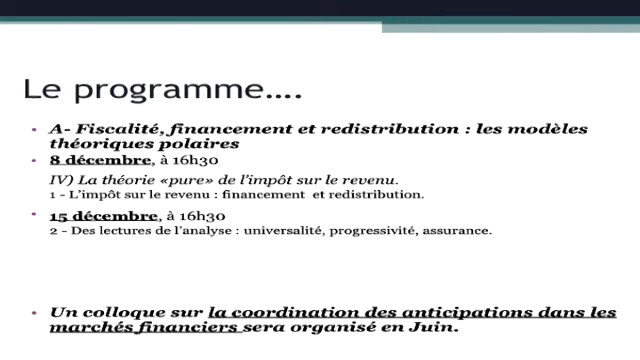 Le programme....
• A- Fiscalité, financement et redistribution : les modèles
théoriques polaires
• 8 décembre, à 16h30
IV) La théorie «pure» de l'impôt sur le revenu.
1 - L'impôt sur le revenu : financement et redistribution.
• 15 décembre, à 16h30
2 - Des lectures de l'analyse : universalité, progressivité, assurance.
• Un colloque sur la coordination des anticipations dans les
marchés financiers sera organisé en Juin.